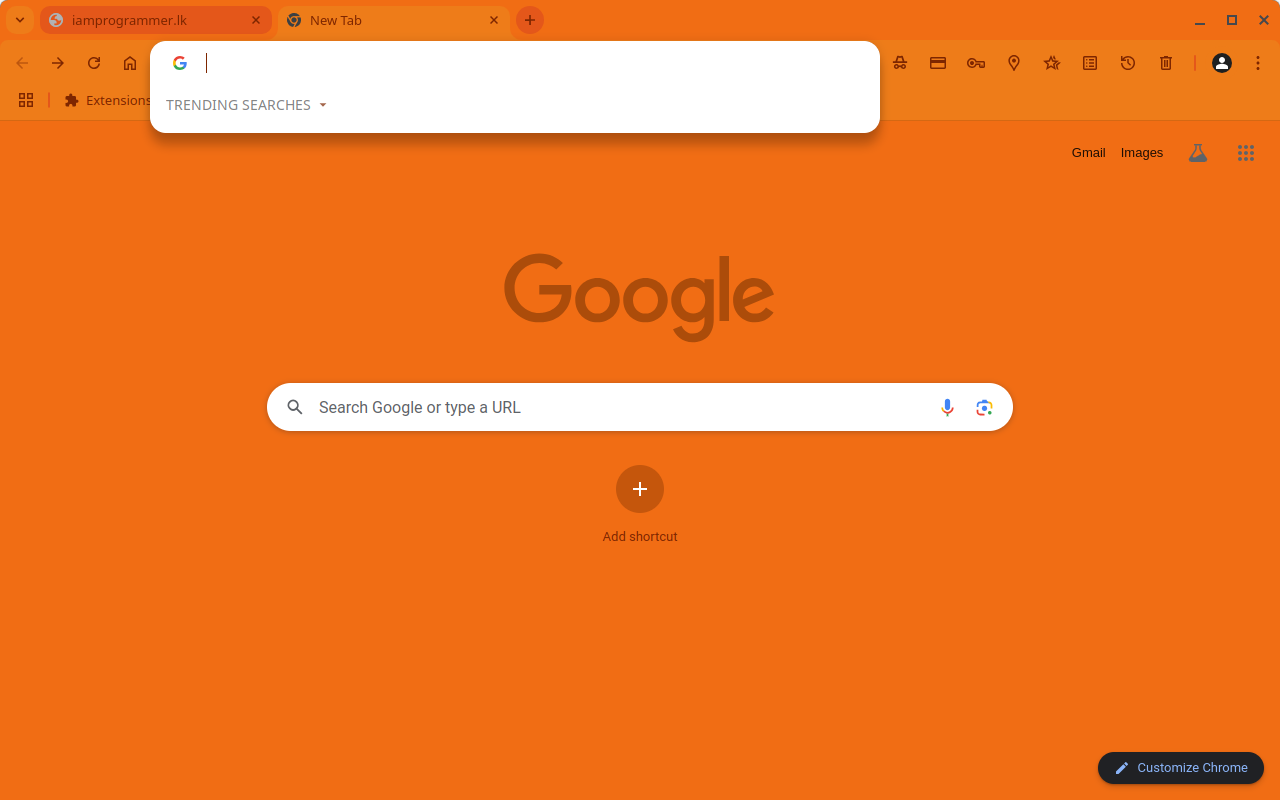 iamprogrammer.lk
New Tab
TRENDING SEARCHES
Extensions
Gmail
Images
Google
Search Google or type a URL
Add shortcut
Customize Chrome